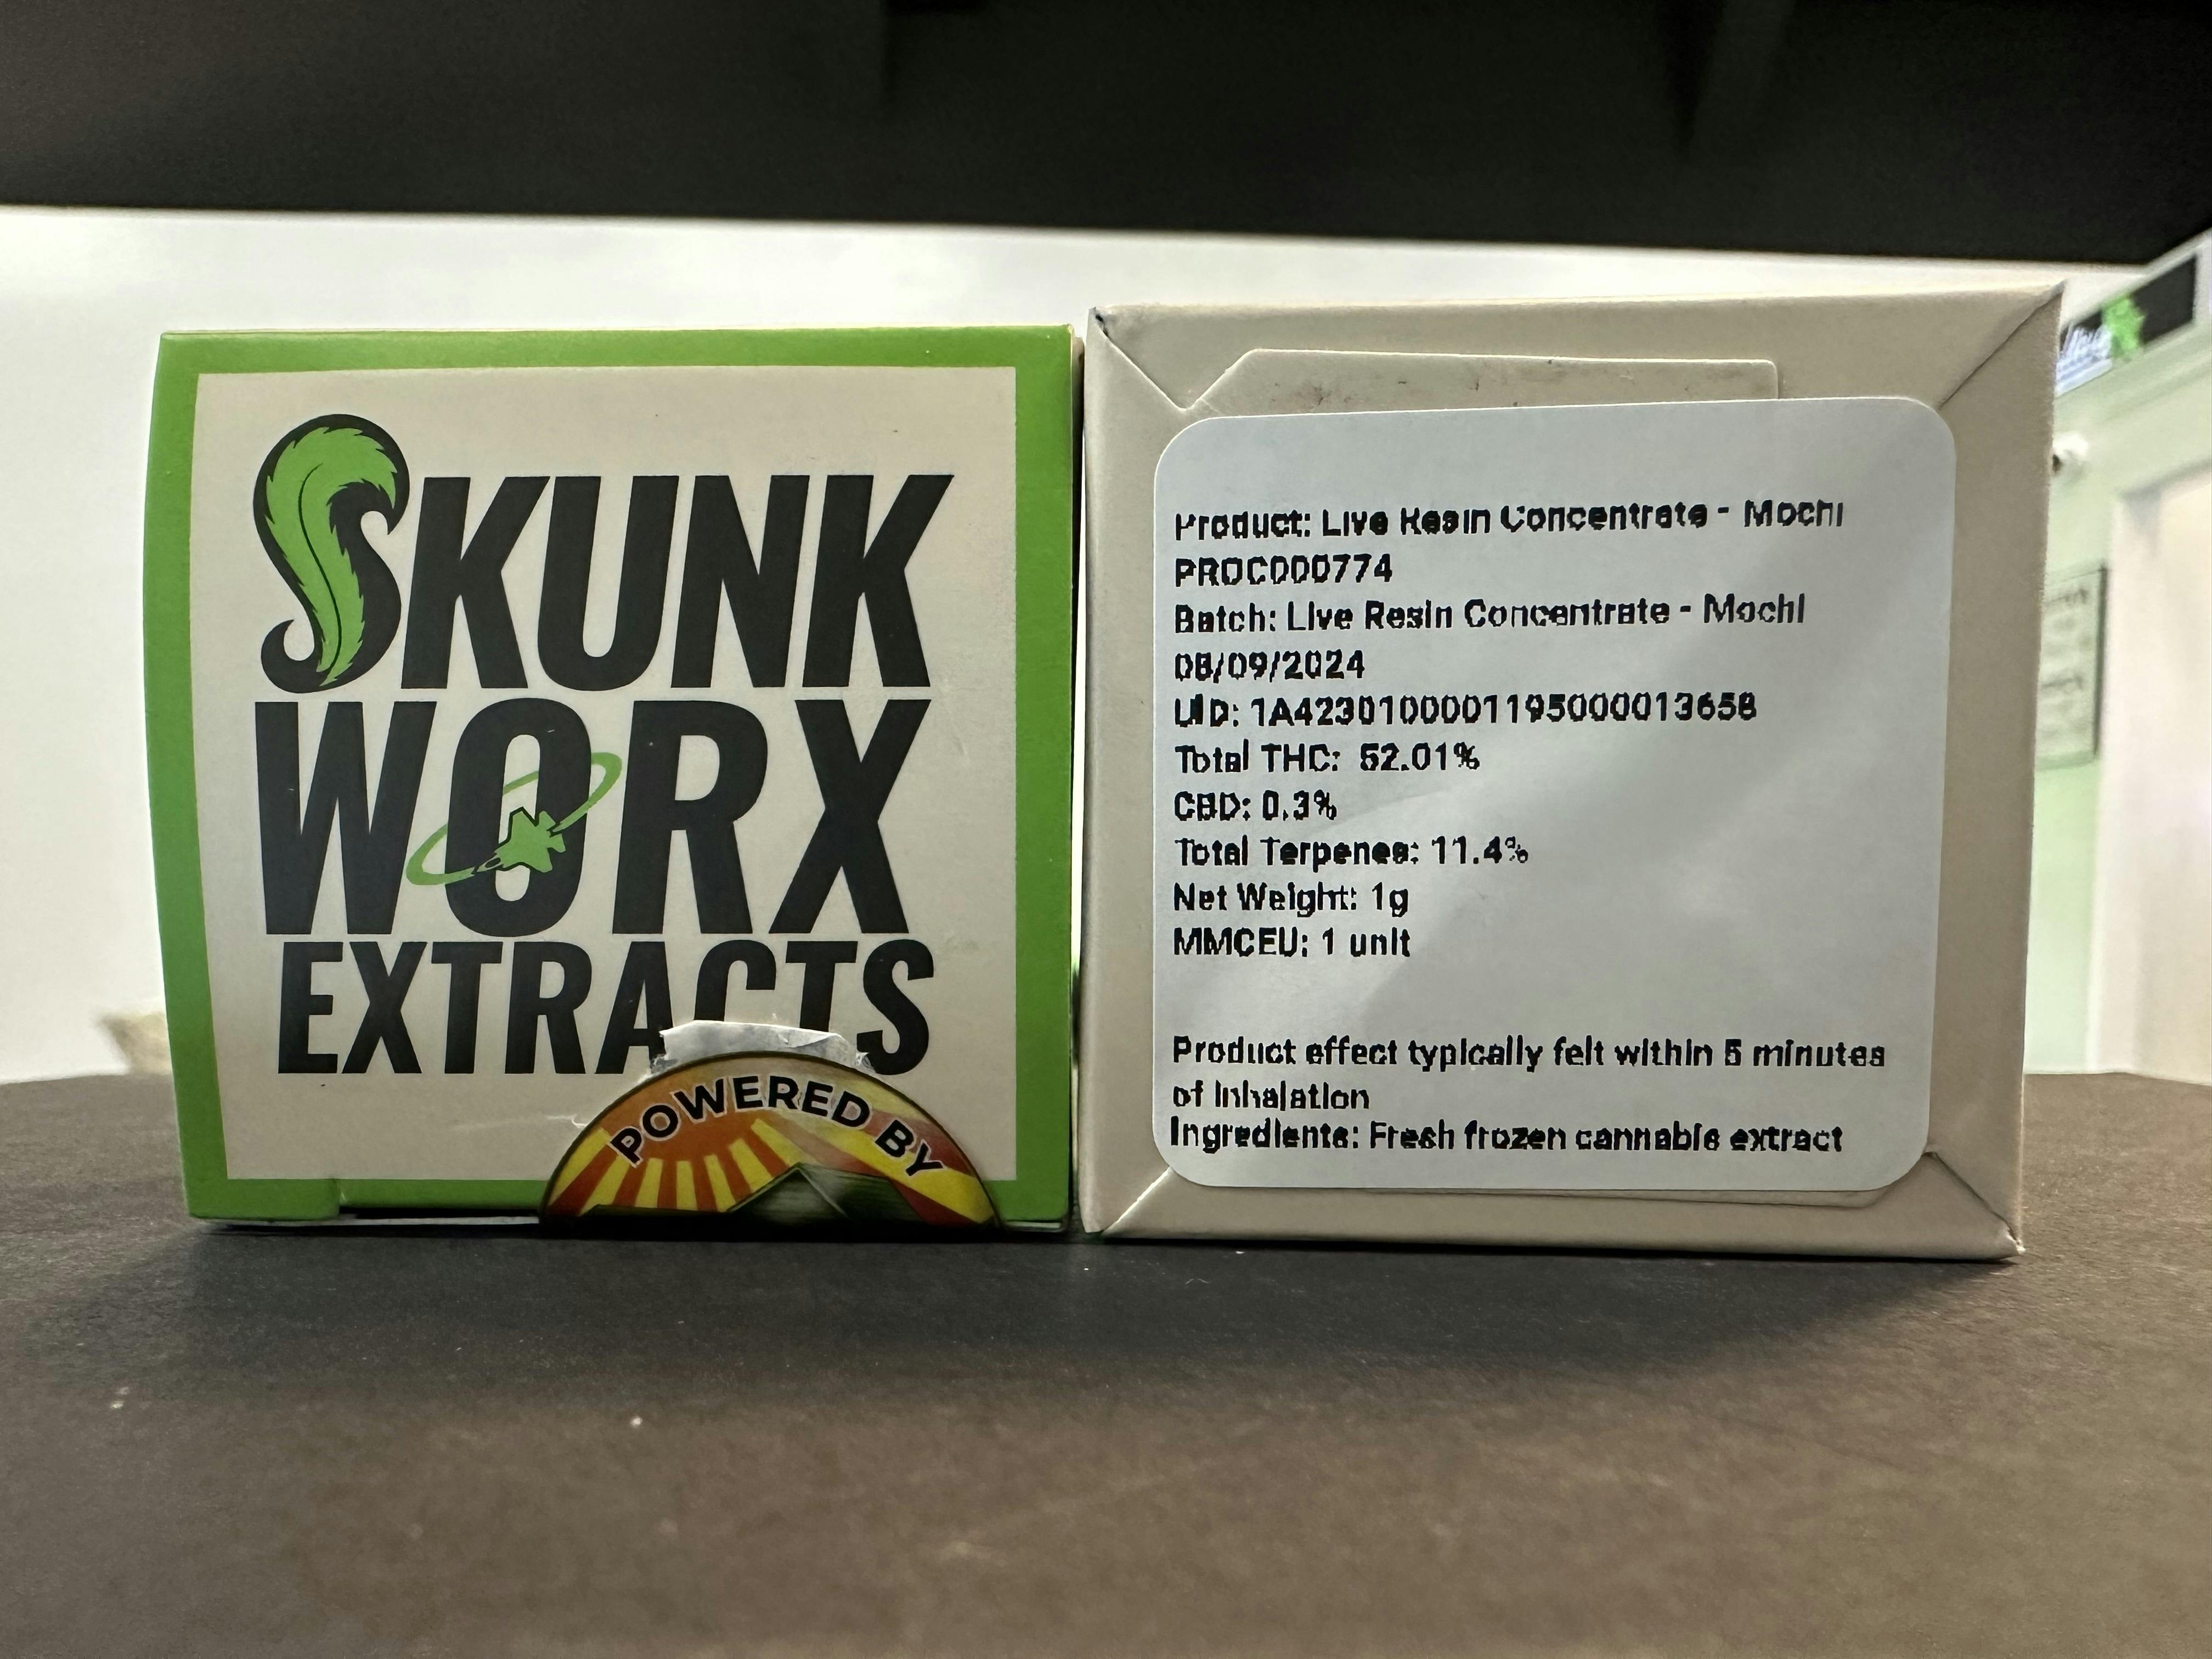 SKUNK
WORX
EXTRACTS
POWERED BY
Product: Live Resin Concentrate - Mochi
PROC000774
Batch: Live Resin Concentrate - Mochi
08/09/2024
UID: 1A4230100001195000013658
Total THC: 52.01%
CBD: 0.3%
Total Terpenes: 11.4%
Net Weight: 1g
MMCEU: 1 unit
Product effect typically felt within 5 minutes
of Inhalation
Ingredients: Fresh frozen cannabis extract